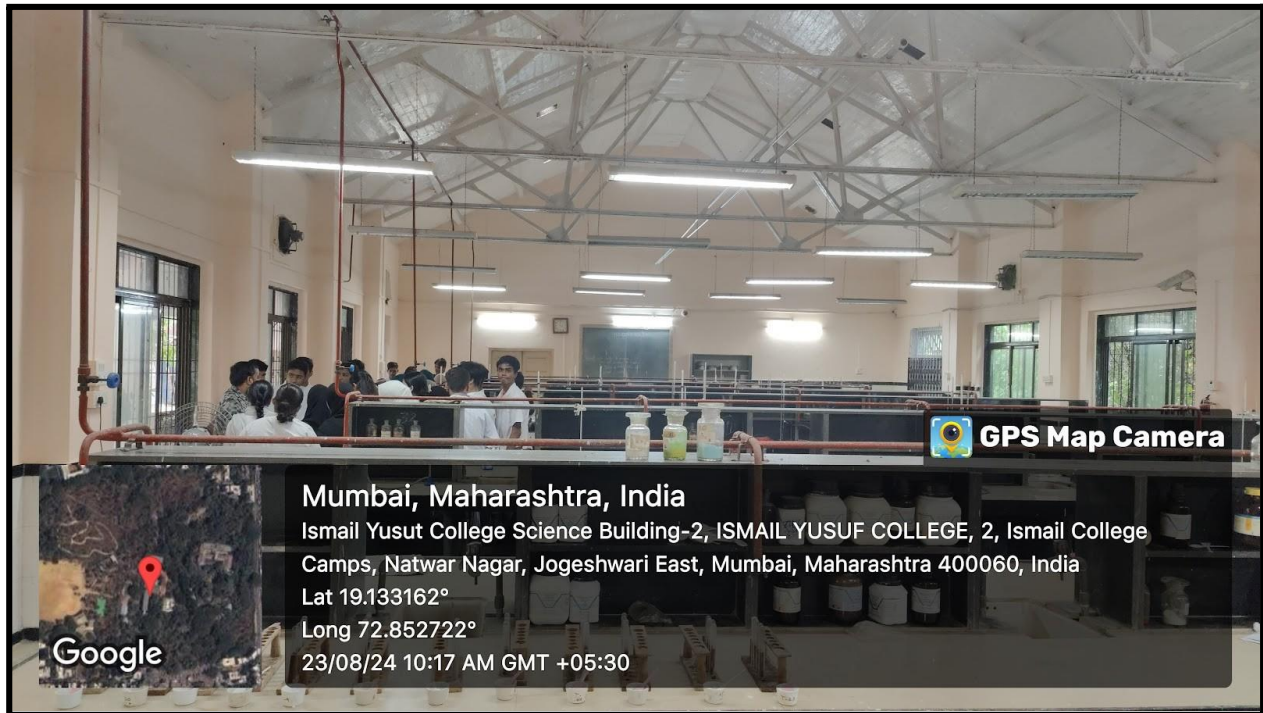 GPS Map Camera
Mumbai, Maharashtra, India
Ismail Yusut College Science Building-2, ISMAIL YUSUF COLLEGE, 2, Ismail College
Camps, Natwar Nagar, Jogeshwari East, Mumbai, Maharashtra 400060, India
Lat 19.133162°
Long 72.852722°
23/08/24 10:17 AM GMT +05:30
Google